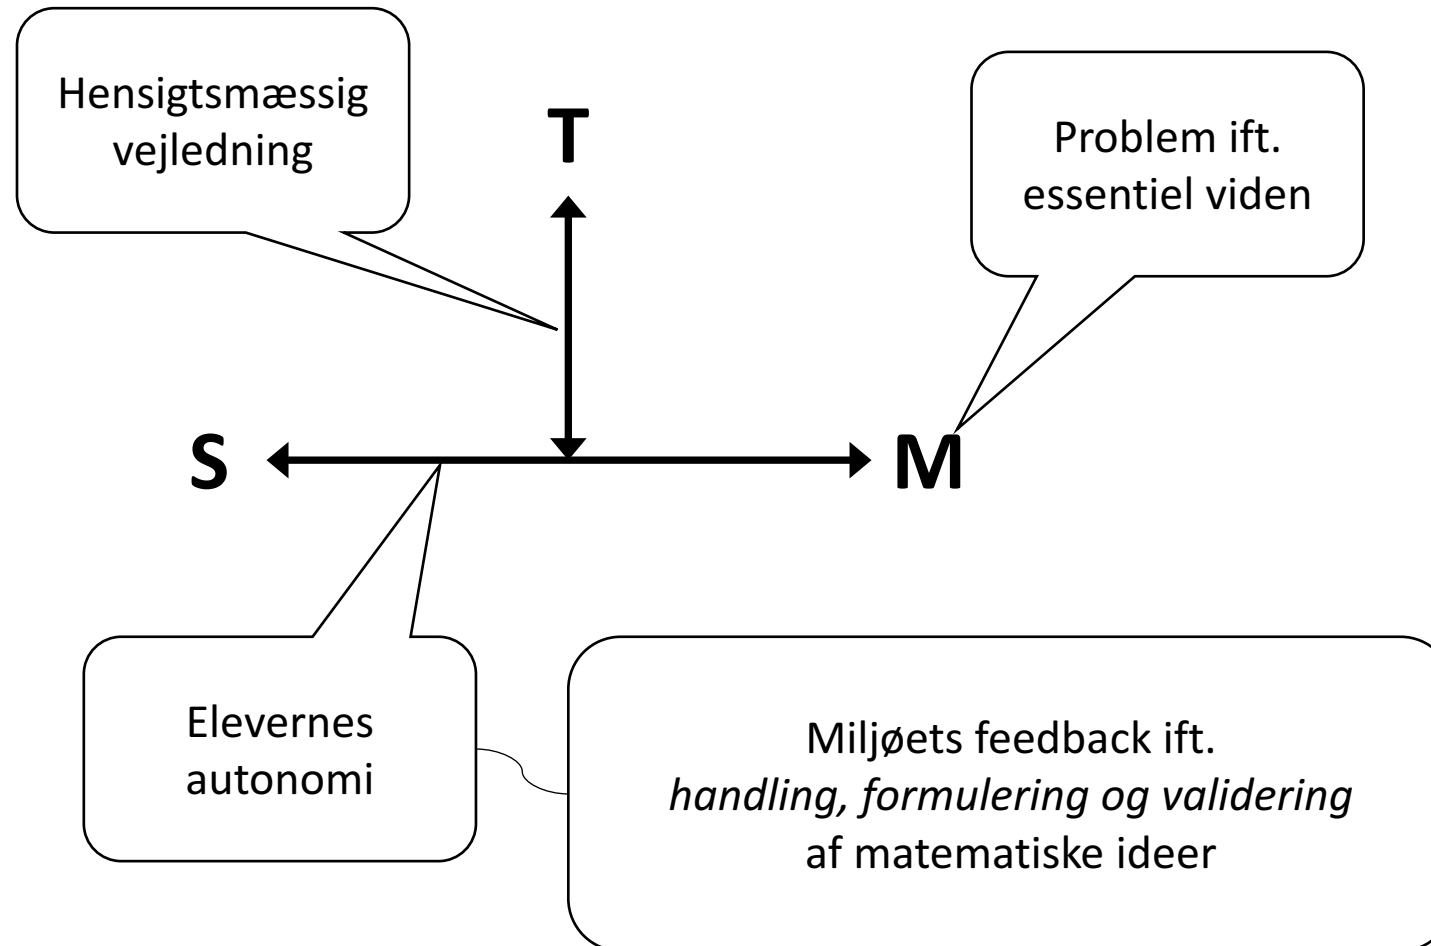 Hensigtsmæssig
vejledning
T
Problem ift.
essentiel viden
S
M
Elevernes
autonomi
Miljøets feedback ift.
handling, formulering og validering
af matematiske ideer